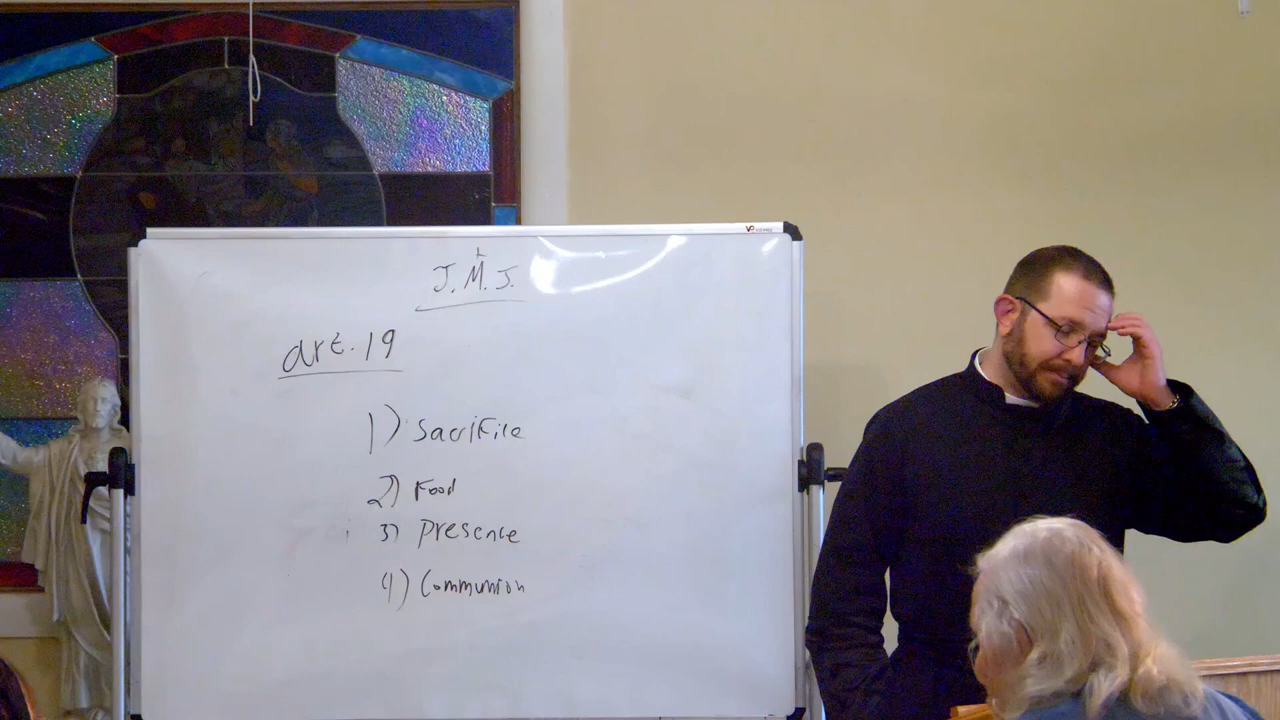 J.M.J.
art. 19
1) Sacrifice
2) Food
3) Presence
4) Communion